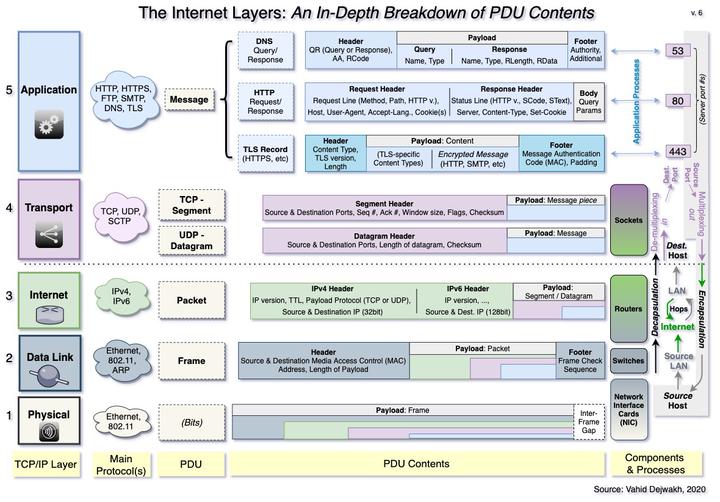 The Internet Layers: An In-Depth Breakdown of PDU Contents
v. 6
5
Application
HTTP, HTTPS,
FTP, SMTP,
DNS, TLS
Message
DNS
Query/
Response
Header
QR (Query or Response),
AA, RCode
Payload
Query
Name, Type
Response
Name, Type, RLength, RData
Footer
Authority,
Additional
53
HTTP
Request/
Response
Request Header
Request Line (Method, Path, HTTP v.),
Host, User-Agent, Accept-Lang., Cookie(s)
Response Header
Status Line (HTTP v., SCode, SText),
Server, Content-Type, Set-Cookie
Body
Query
Params
80
TLS Record
(HTTPS, etc)
Header
Content Type,
TLS version,
Length
Payload: Content
(TLS-specific
Content Types)
Encrypted Message
(HTTP, SMTP, etc)
Footer
Message Authentication
Code (MAC), Padding
443
Application Processes
(Server port #s)
4
Transport
TCP, UDP,
SCTP
TCP -
Segment
Segment Header
Source & Destination Ports, Seq #, Ack #, Window size, Flags, Checksum
Payload: Message piece
UDP -
Datagram
Datagram Header
Source & Destination Ports, Length of datagram, Checksum
Payload: Message
Sockets
De-multiplexing
in
Dest.
Port
Source
Port
out
Multiplexing
Dest.
Host
3
Internet
IPv4,
IPv6
Packet
IPv4 Header
IP version, TTL, Payload Protocol (TCP or UDP),
Source & Destination IP (32bit)
IPv6 Header
IP version, ...,
Source & Dest. IP (128bit)
Payload:
Segment / Datagram
Routers
Decapsulation
LAN
Hops
Internet
Encapsulation
2
Data Link
Ethernet,
802.11,
ARP
Frame
Header
Source & Destination Media Access Control (MAC)
Address, Length of Payload
Payload: Packet
Footer
Frame Check
Sequence
Switches
Source
LAN
1
Physical
Ethernet,
802.11
(Bits)
Payload: Frame
Inter-
Frame
Gap
Network
Interface
Cards
(NIC)
Source
Host
TCP/IP Layer
Main
Protocol(s)
PDU
PDU Contents
Components
& Processes
Source: Vahid Dejwakh, 2020